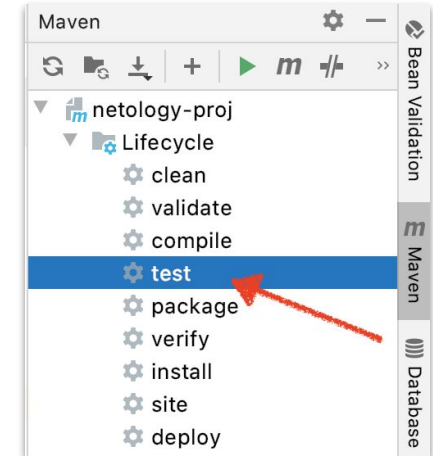 Maven
m
netology-proj
Lifecycle
clean
validate
compile
test
package
verify
install
site
deploy
Bean Validation
m Maven
Database